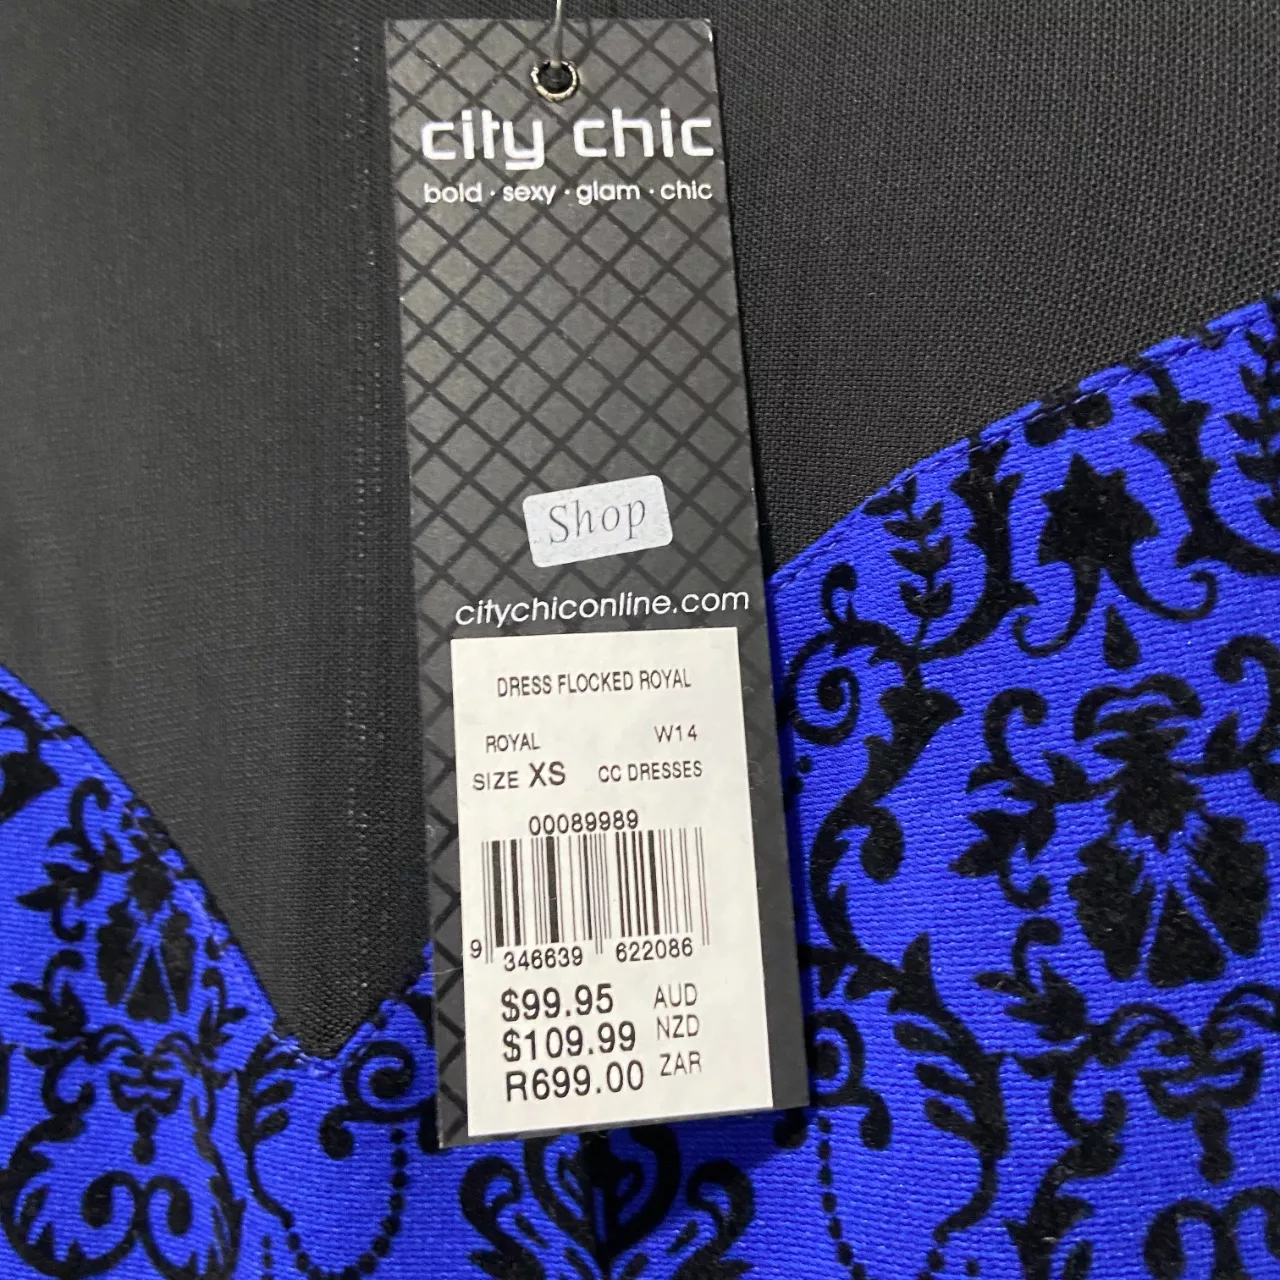 city chic
bold · sexy · glam · chic
Shop
citychiconline.com
DRESS FLOCKED ROYAL
ROYAL W14
SIZE XS CC DRESSES
00089989
9 346639 622086
$99.95 AUD
$109.99 NZD
R699.00 ZAR